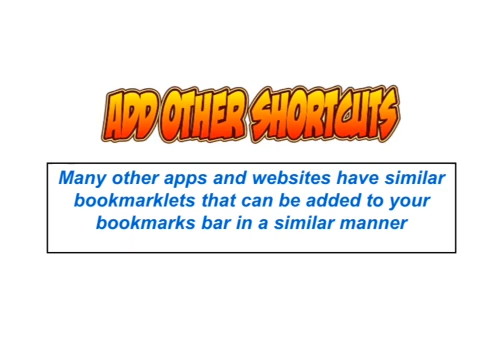 ADD OTHER SHORTCUTS
Many other apps and websites have similar
bookmarklets that can be added to your
bookmarks bar in a similar manner